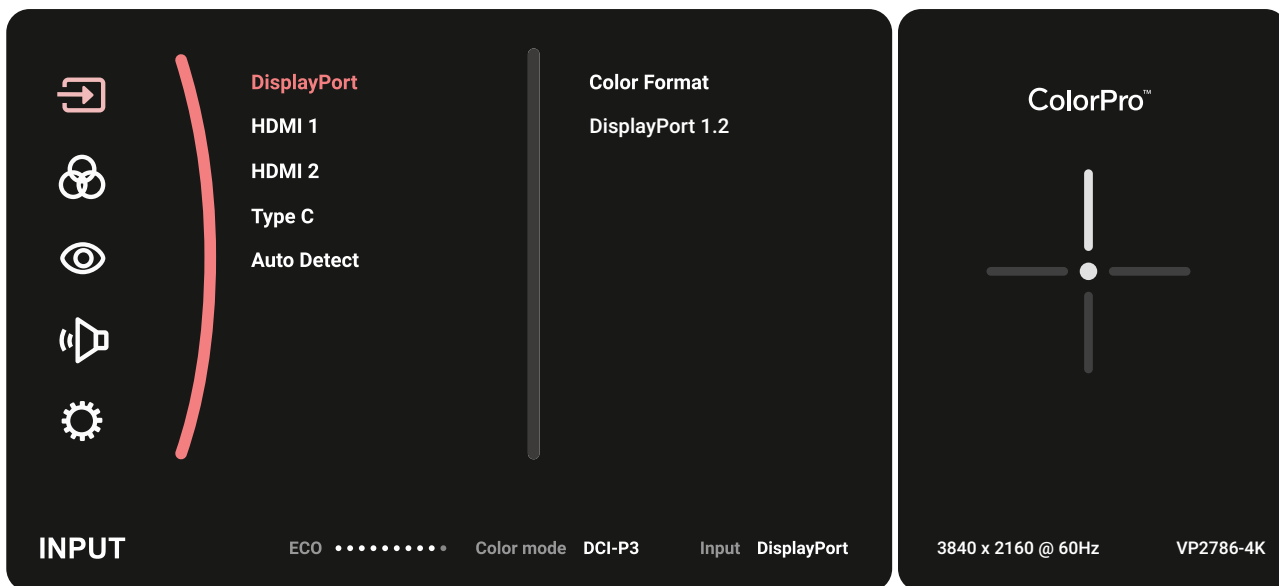 DisplayPort
HDMI 1
HDMI 2
Type C
Auto Detect
Color Format
DisplayPort 1.2
INPUT
ECO
Color mode DCI-P3
Input DisplayPort
ColorPro™
3840 x 2160 @ 60Hz
VP2786-4K